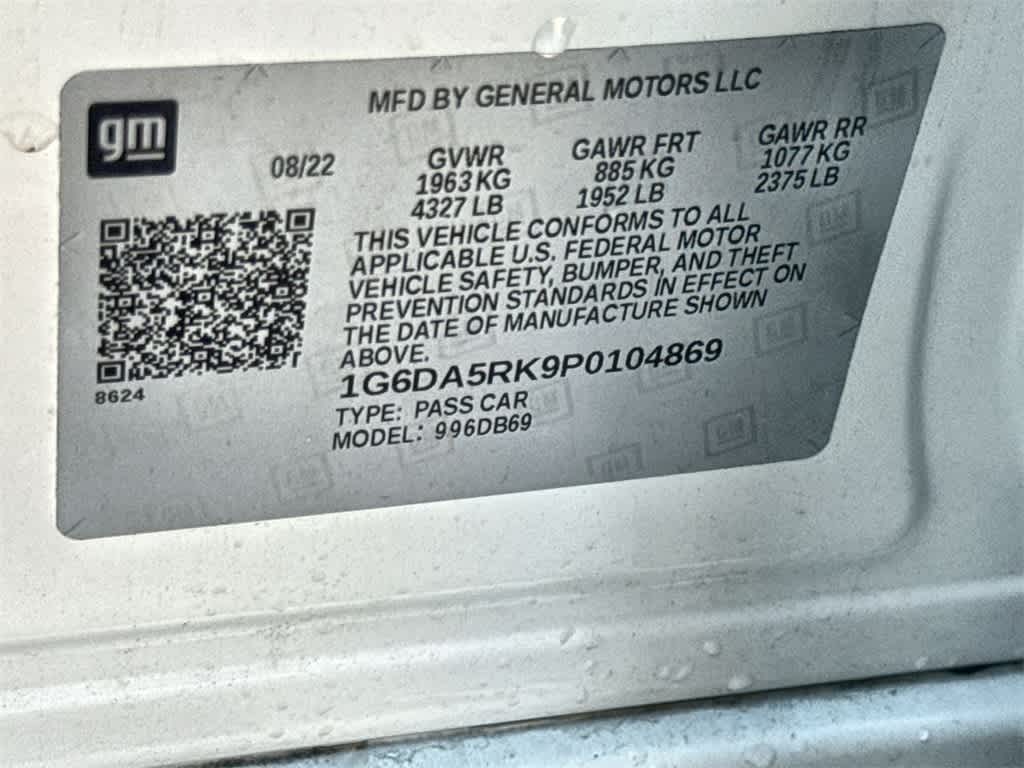 gm
MFD BY GENERAL MOTORS LLC
08/22
GVWR
1963 KG
4327 LB
GAWR FRT
885 KG
1952 LB
GAWR RR
1077 KG
2375 LB
THIS VEHICLE CONFORMS TO ALL
APPLICABLE U.S. FEDERAL MOTOR
VEHICLE SAFETY, BUMPER, AND THEFT
PREVENTION STANDARDS IN EFFECT ON
THE DATE OF MANUFACTURE SHOWN
ABOVE.
1G6DA5RK9P0104869
TYPE: PASS CAR
MODEL: 996DB69
8624